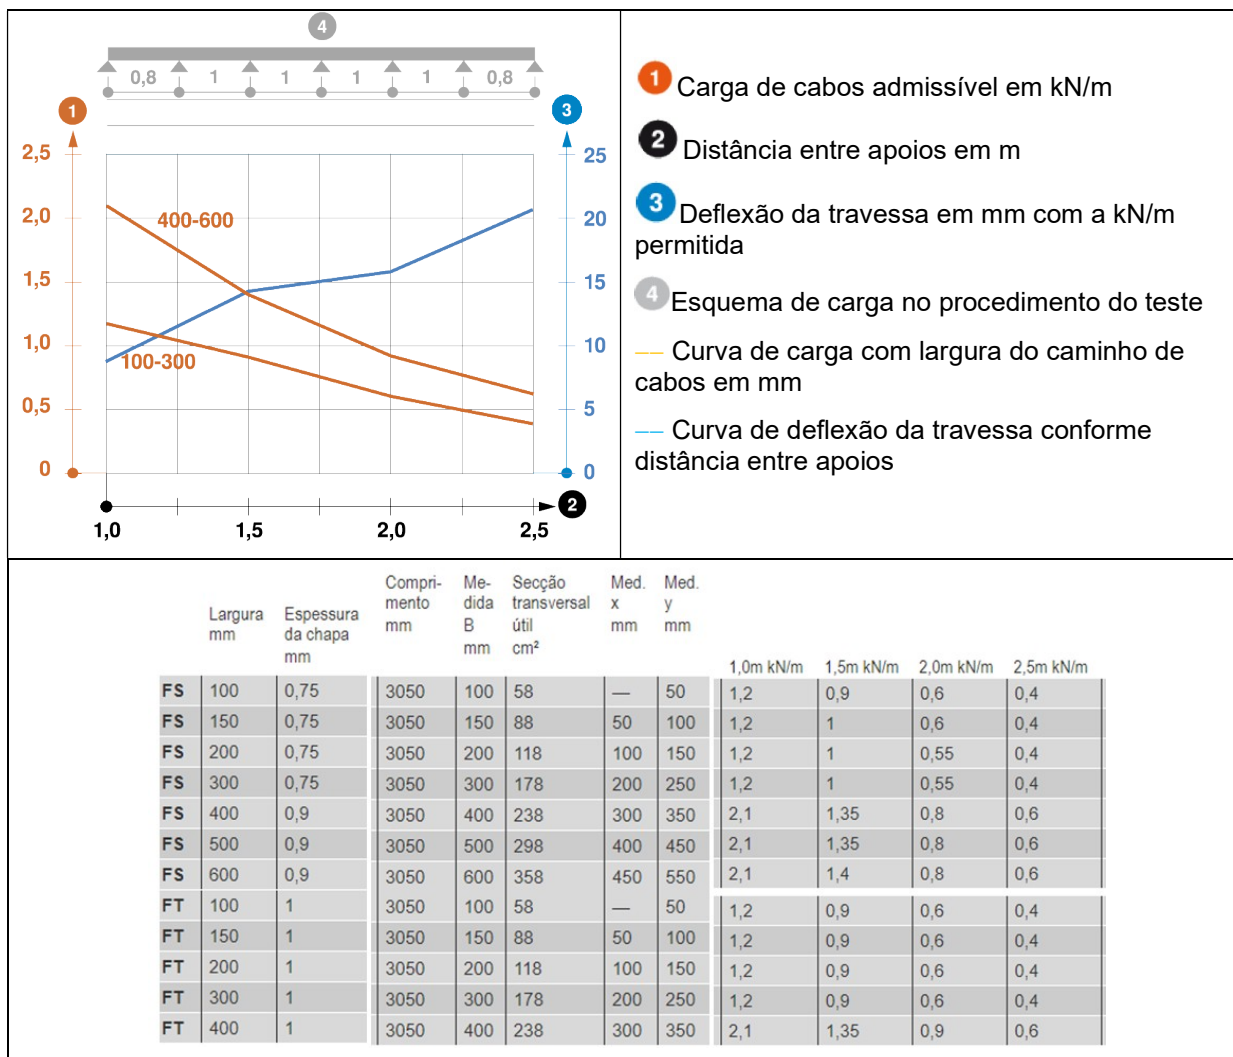 4
0,8 1 1 1 1 0,8
1 3
2,5 25
2,0 400-600 20
1,5 15
1,0 100-300 10
0,5 5
0 0
2
1,0 1,5 2,0 2,5
1 Carga de cabos admissível em kN/m
2 Distância entre apoios em m
3 Deflexão da travessa em mm com a kN/m
permitida
4 Esquema de carga no procedimento do teste
Curva de carga com largura do caminho de
cabos em mm
Curva de deflexão da travessa conforme
distância entre apoios
Largura mm Espessura da chapa mm Compri-mento mm Me-dida B mm Secção transversal útil cm² Med. x mm Med. y mm 1,0m kN/m 1,5m kN/m 2,0m kN/m 2,5m kN/m
FS 100 0,75 3050 100 58 — 50 1,2 0,9 0,6 0,4
FS 150 0,75 3050 150 88 50 100 1,2 1 0,6 0,4
FS 200 0,75 3050 200 118 100 150 1,2 1 0,55 0,4
FS 300 0,75 3050 300 178 200 250 1,2 1 0,55 0,4
FS 400 0,9 3050 400 238 300 350 2,1 1,35 0,8 0,6
FS 500 0,9 3050 500 298 400 450 2,1 1,35 0,8 0,6
FS 600 0,9 3050 600 358 450 550 2,1 1,4 0,8 0,6
FT 100 1 3050 100 58 — 50 1,2 0,9 0,6 0,4
FT 150 1 3050 150 88 50 100 1,2 0,9 0,6 0,4
FT 200 1 3050 200 118 100 150 1,2 0,9 0,6 0,4
FT 300 1 3050 300 178 200 250 1,2 0,9 0,6 0,4
FT 400 1 3050 400 238 300 350 2,1 1,35 0,9 0,6